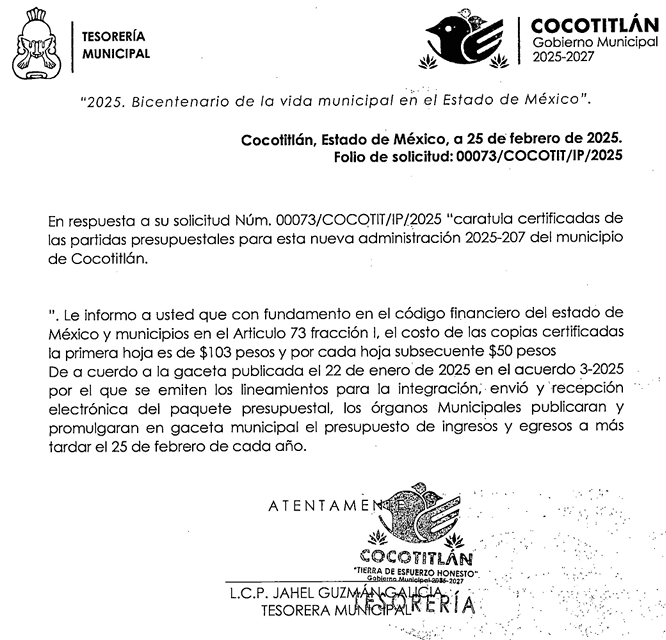 TESORERÍA
MUNICIPAL
COCOTITLÁN
Gobierno Municipal
2025-2027
“2025. Bicentenario de la vida municipal en el Estado de México”.
Cocotitlán, Estado de México, a 25 de febrero de 2025.
Folio de solicitud: 00073/COCOTIT/IP/2025
En respuesta a su solicitud Núm. 00073/COCOTIT/IP/2025 “caratula certificadas de
las partidas presupuestales para esta nueva administración 2025-207 del municipio
de Cocotitlán.
”. Le informo a usted que con fundamento en el código financiero del estado de
México y municipios en el Articulo 73 fracción I, el costo de las copias certificadas
la primera hoja es de $103 pesos y por cada hoja subsecuente $50 pesos
De a cuerdo a la gaceta publicada el 22 de enero de 2025 en el acuerdo 3-2025
por el que se emiten los lineamientos para la integración, envió y recepción
electrónica del paquete presupuestal, los órganos Municipales publicaran y
promulgaran en gaceta municipal el presupuesto de ingresos y egresos a más
tardar el 25 de febrero de cada año.
ATENTAMENTE
COCOTITLÁN
"TIERRA DE ESFUERZO HONESTO"
Gobierno Municipal 2025-2027
L.C.P. JAHEL GUZMÁN GALICIA
TESORERA MUNICIPAL
TESORERÍA